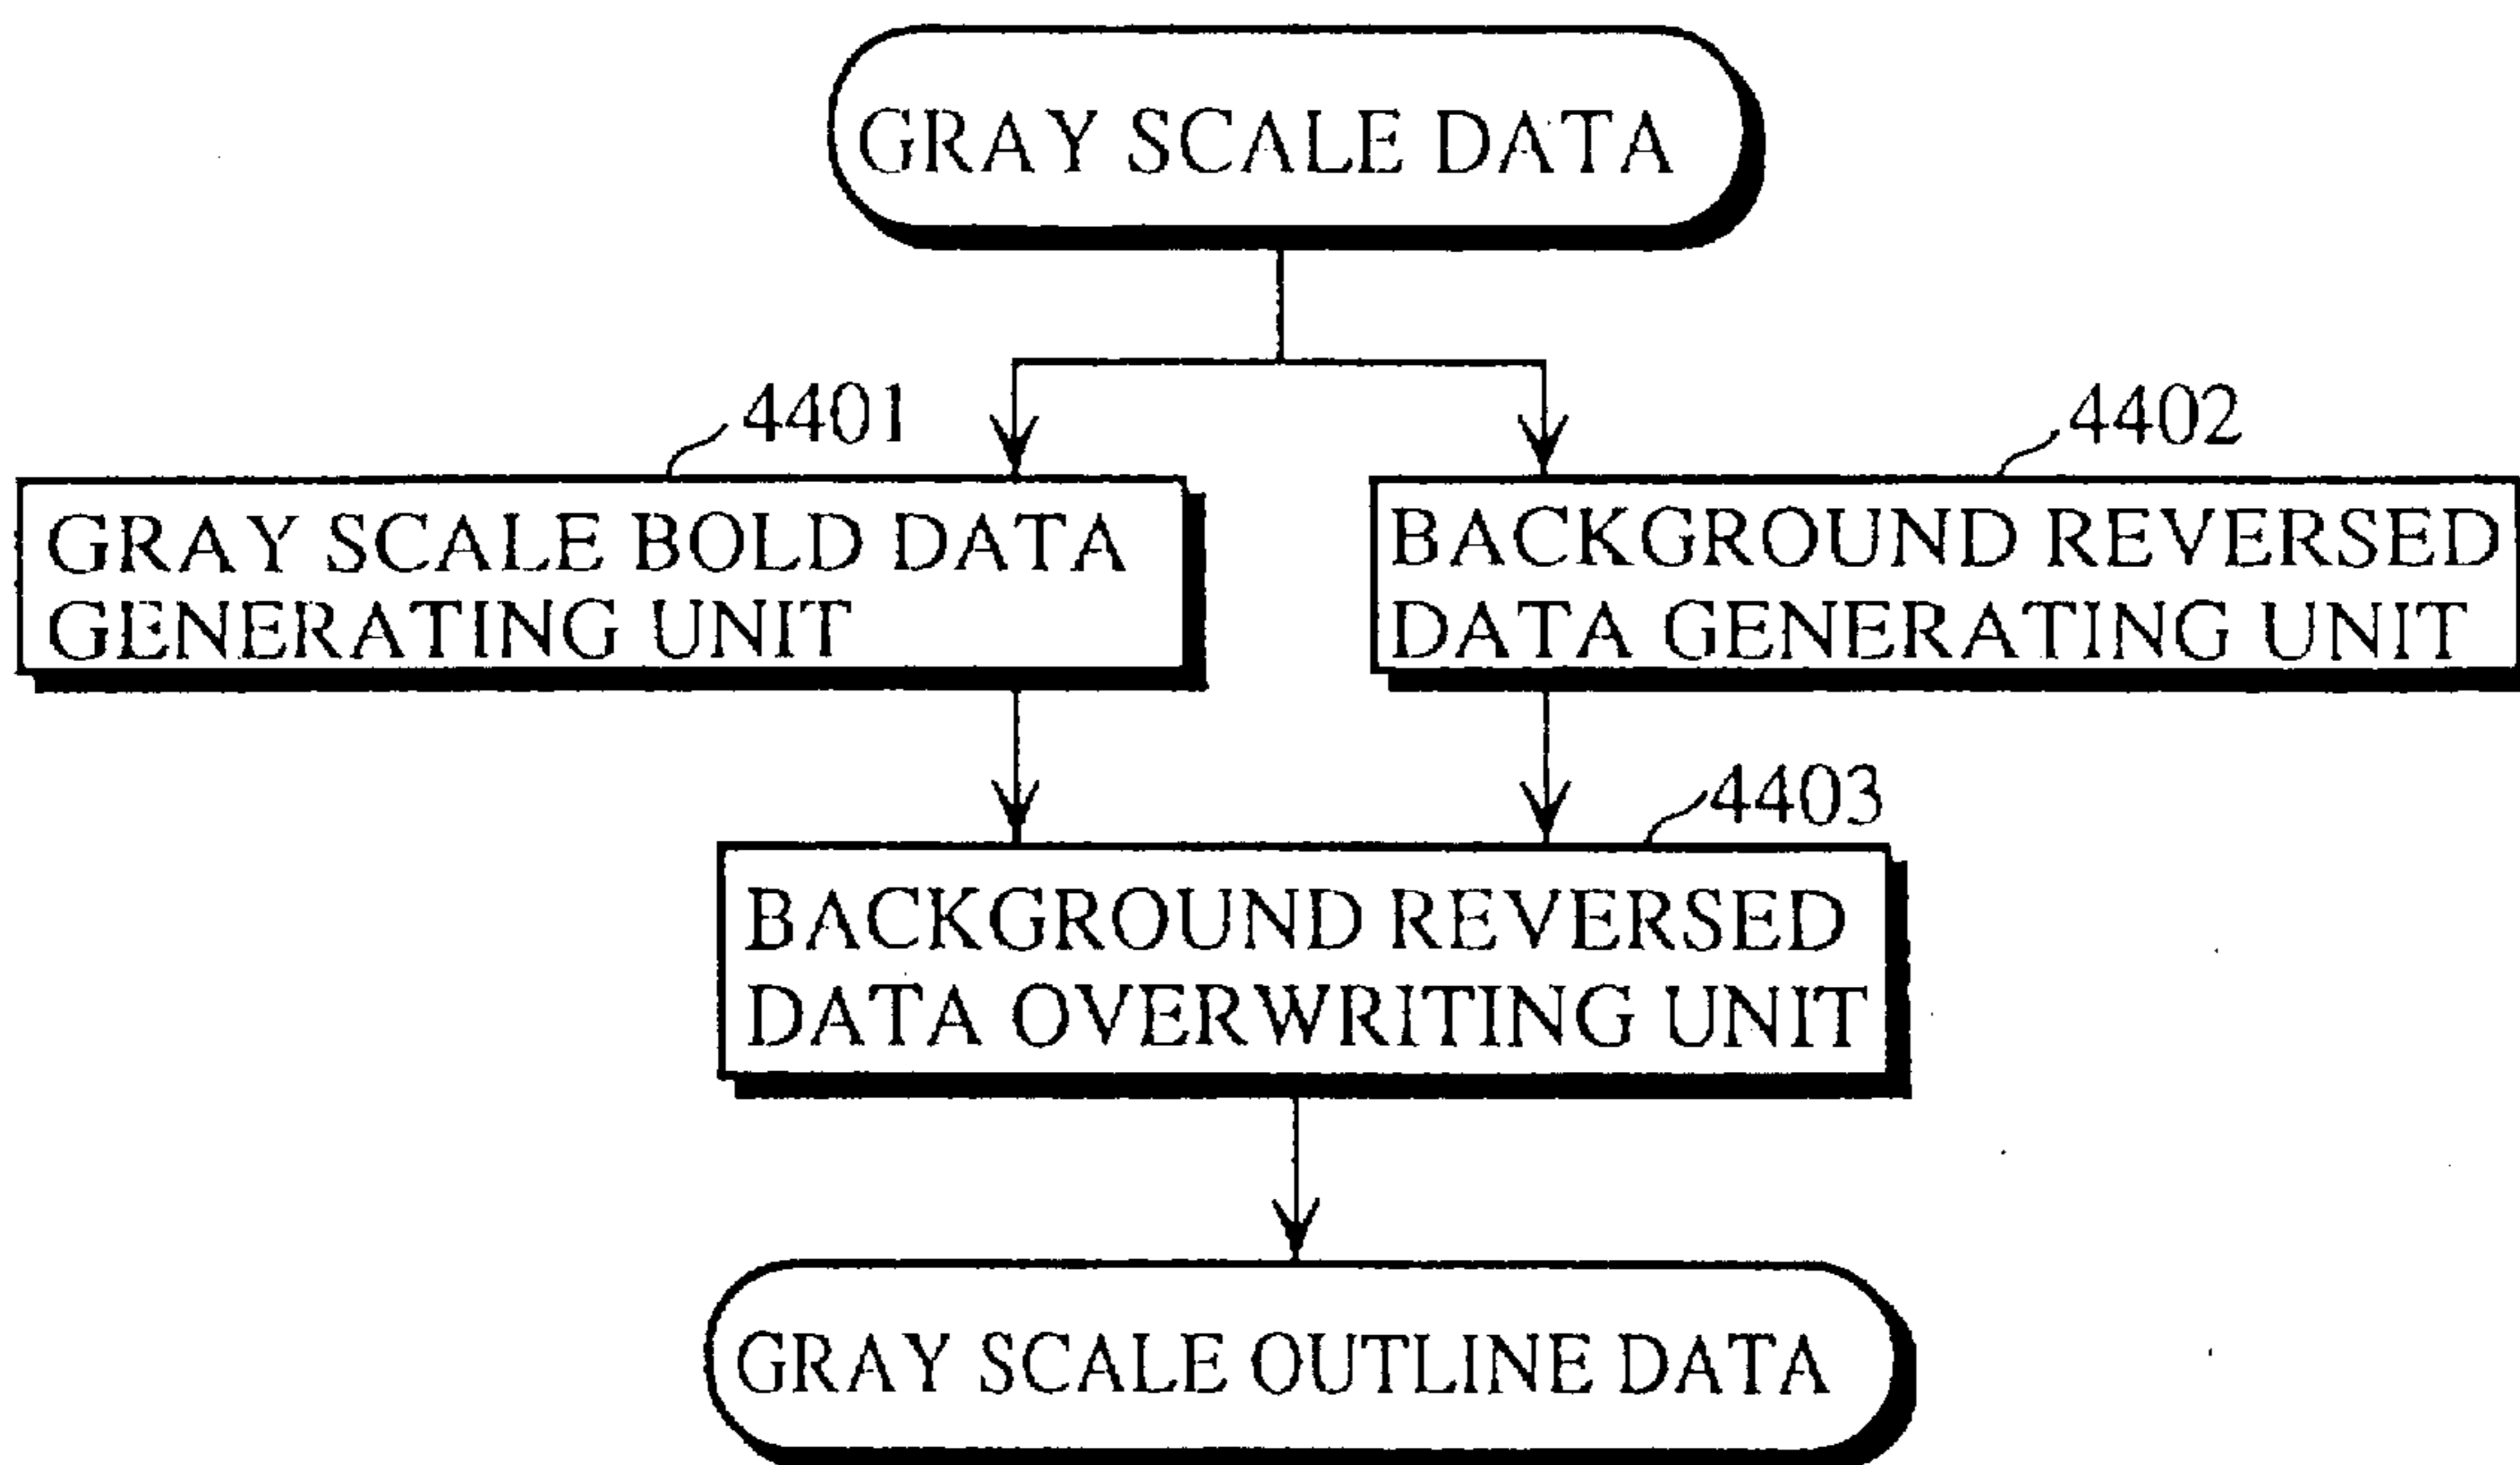 GRAY SCALE DATA
4401
4402
GRAY SCALE BOLD DATA
GENERATING UNIT
BACKGROUND REVERSED
DATA GENERATING UNIT
4403
BACKGROUND REVERSED
DATA OVERWRITING UNIT
GRAY SCALE OUTLINE DATA